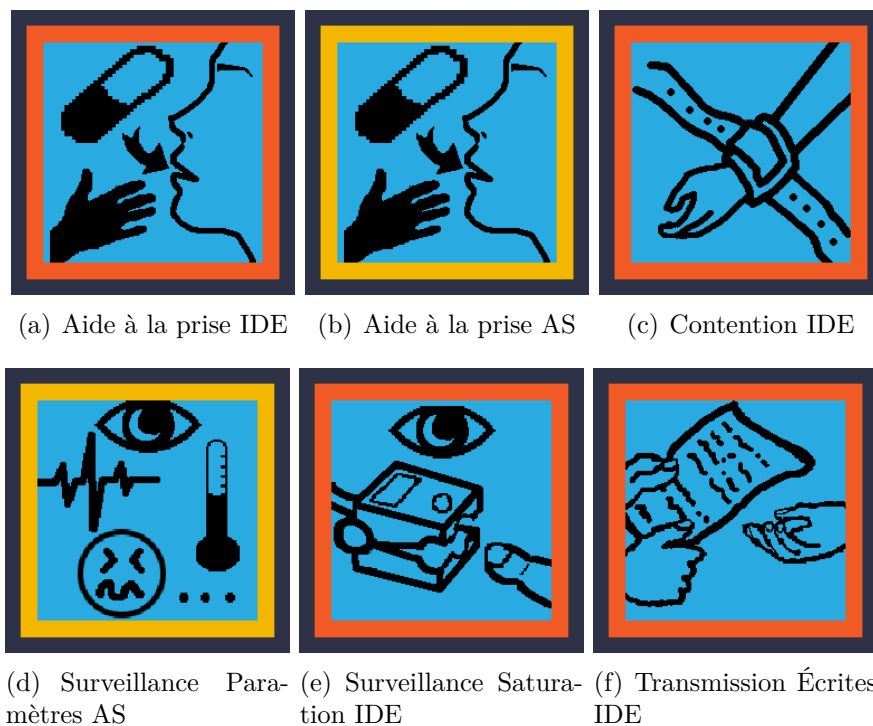 (a) Aide à la prise IDE
(b) Aide à la prise AS
(c) Contention IDE
(d) Surveillance Para-
mètres AS
(e) Surveillance Satura-
tion IDE
(f) Transmission Écrites
IDE